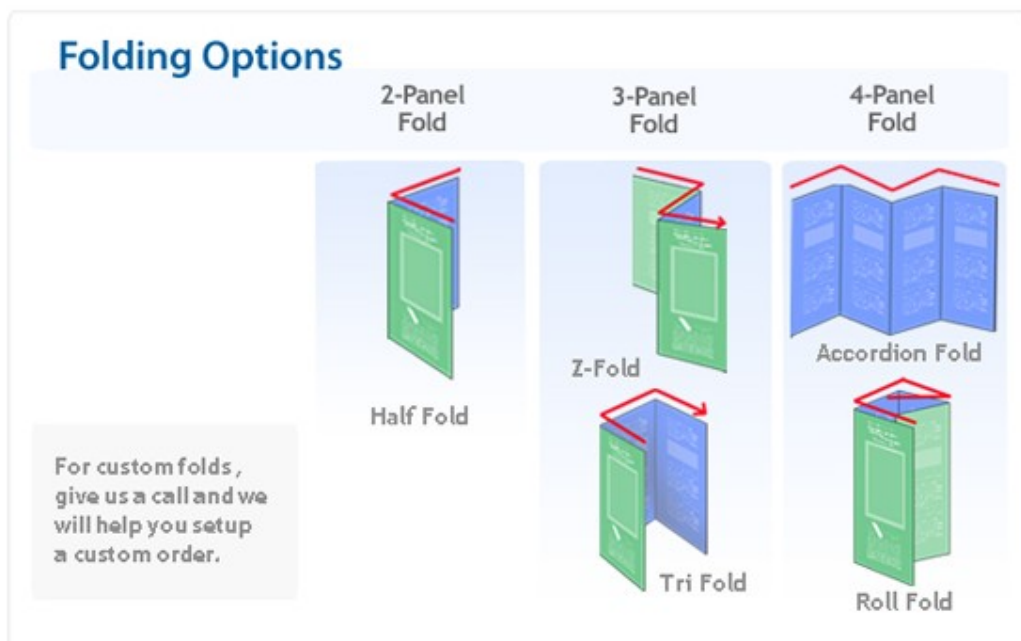 Folding Options
2-Panel
Fold
3-Panel
Fold
4-Panel
Fold
Half Fold
Z-Fold
Tri Fold
Accordion Fold
Roll Fold
For custom folds ,
give us a call and we
will help you setup
a custom order.